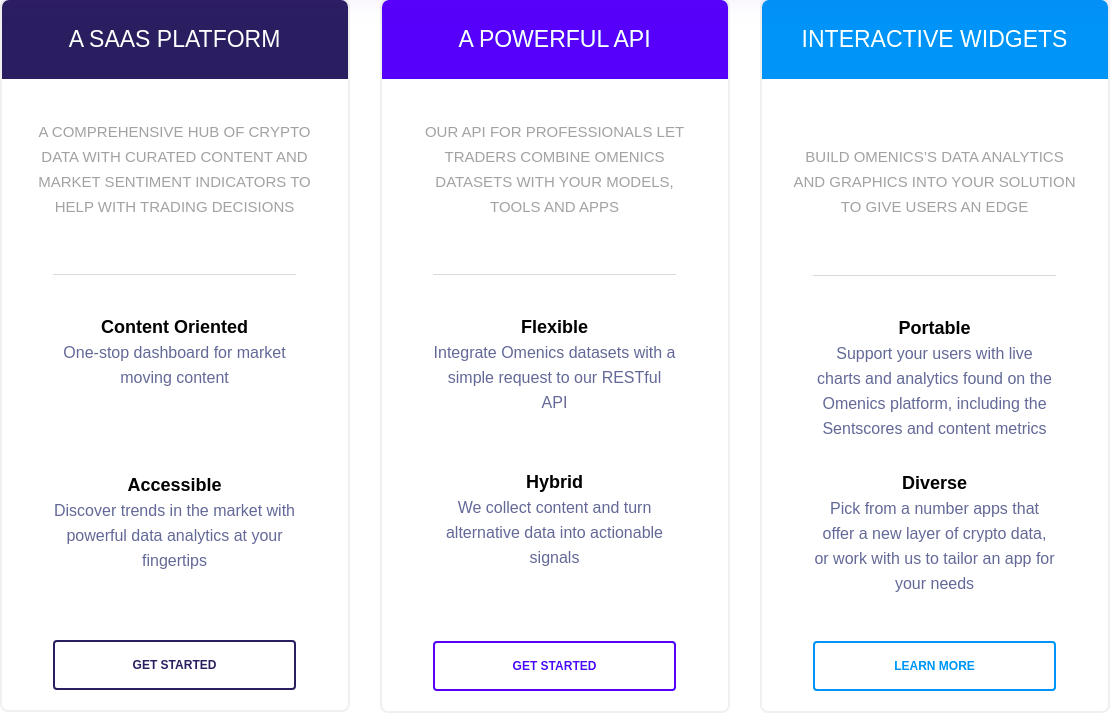 A SAAS PLATFORM
A COMPREHENSIVE HUB OF CRYPTO
DATA WITH CURATED CONTENT AND
MARKET SENTIMENT INDICATORS TO
HELP WITH TRADING DECISIONS
Content Oriented
One-stop dashboard for market
moving content
Accessible
Discover trends in the market with
powerful data analytics at your
fingertips
GET STARTED
A POWERFUL API
OUR API FOR PROFESSIONALS LET
TRADERS COMBINE OMENICS
DATASETS WITH YOUR MODELS,
TOOLS AND APPS
Flexible
Integrate Omenics datasets with a
simple request to our RESTful
API
Hybrid
We collect content and turn
alternative data into actionable
signals
GET STARTED
INTERACTIVE WIDGETS
BUILD OMENICS’S DATA ANALYTICS
AND GRAPHICS INTO YOUR SOLUTION
TO GIVE USERS AN EDGE
Portable
Support your users with live
charts and analytics found on the
Omenics platform, including the
Sentscores and content metrics
Diverse
Pick from a number apps that
offer a new layer of crypto data,
or work with us to tailor an app for
your needs
LEARN MORE